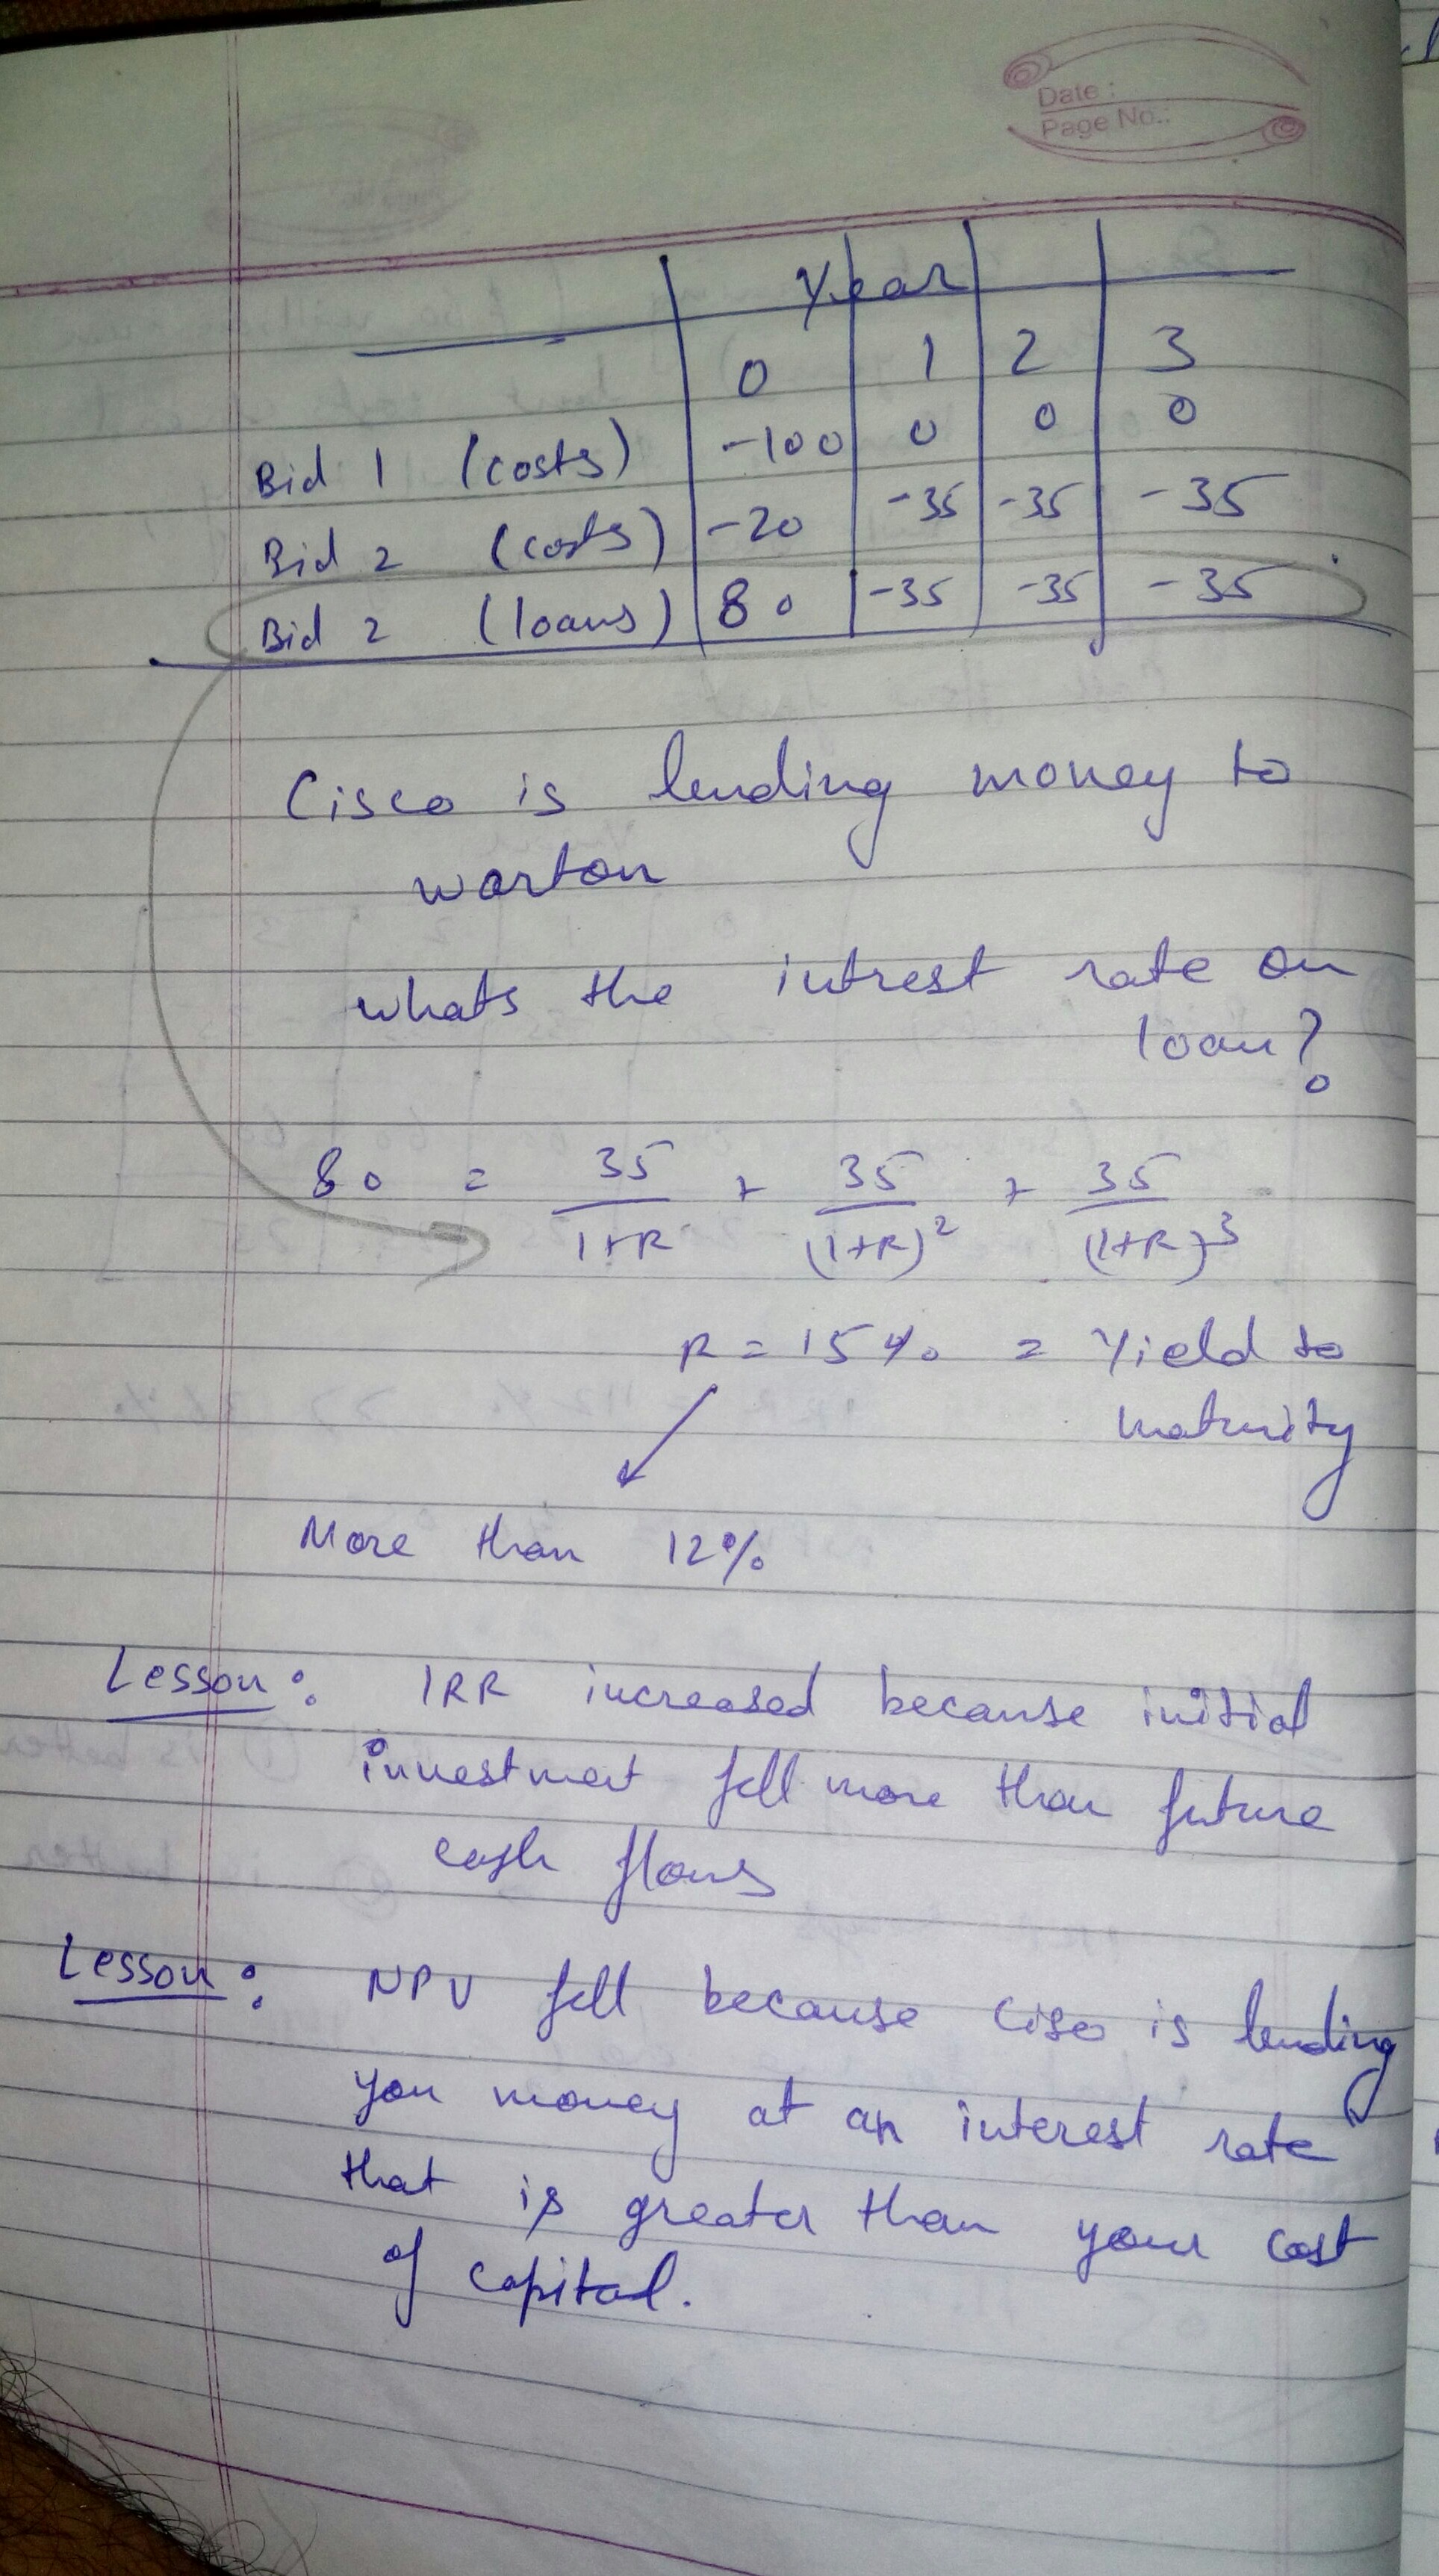 Date :
Page No.:
Year
0 1 2 3
Bid 1 (costs) -100 0 0 0
Bid 2 (costs) -20 -35 -35 -35
Bid 2 (loans) 80 -35 -35 -35
Cisco is lending money to
warton
whats the intrest rate on
loan?
80 = 35/1+R + 35/(1+R)² + 35/(1+R)³
R = 15% = Yield to
maturity
More than 12%
Lesson: IRR increased because initial
investment fell more than future
cash flows
Lesson: NPV fell because Cisco is lending
you money at an interest rate
that is greater than your cost
of capital.